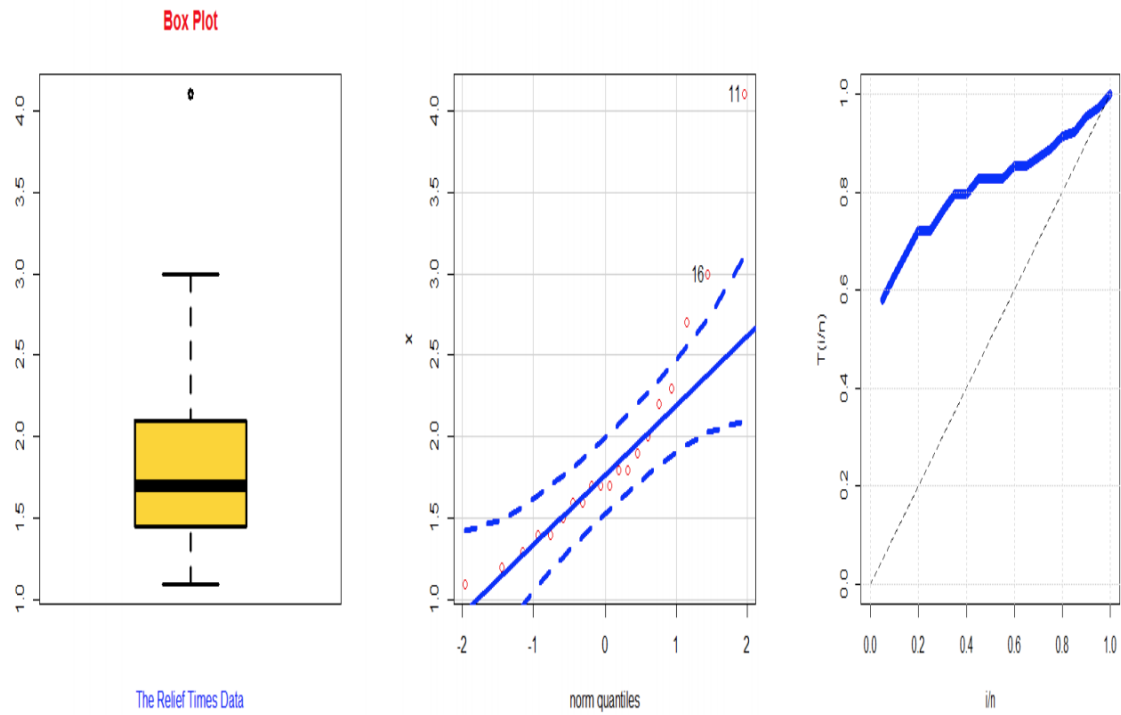 Box Plot
4.0
3.5
3.0
2.5
2.0
1.5
1.0
The Relief Times Data
x
4.0
3.5
3.0
2.5
2.0
1.5
1.0
11
16
-2 -1 0 1 2
norm quantiles
T(i/n)
1.0
0.8
0.6
0.4
0.2
0.0
0.0 0.2 0.4 0.6 0.8 1.0
i/n